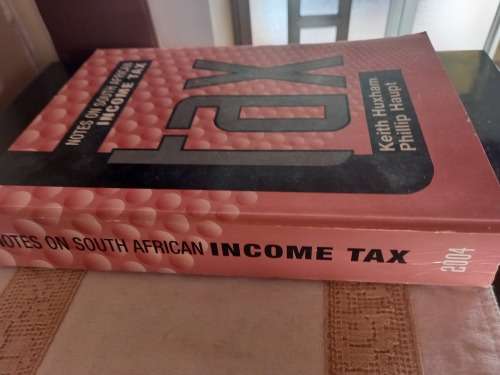 NOTES ON SOUTH AFRICAN
INCOME TAX
tax
Keith Huxham
Phillip Haupt
NOTES ON SOUTH AFRICAN INCOME TAX 2004